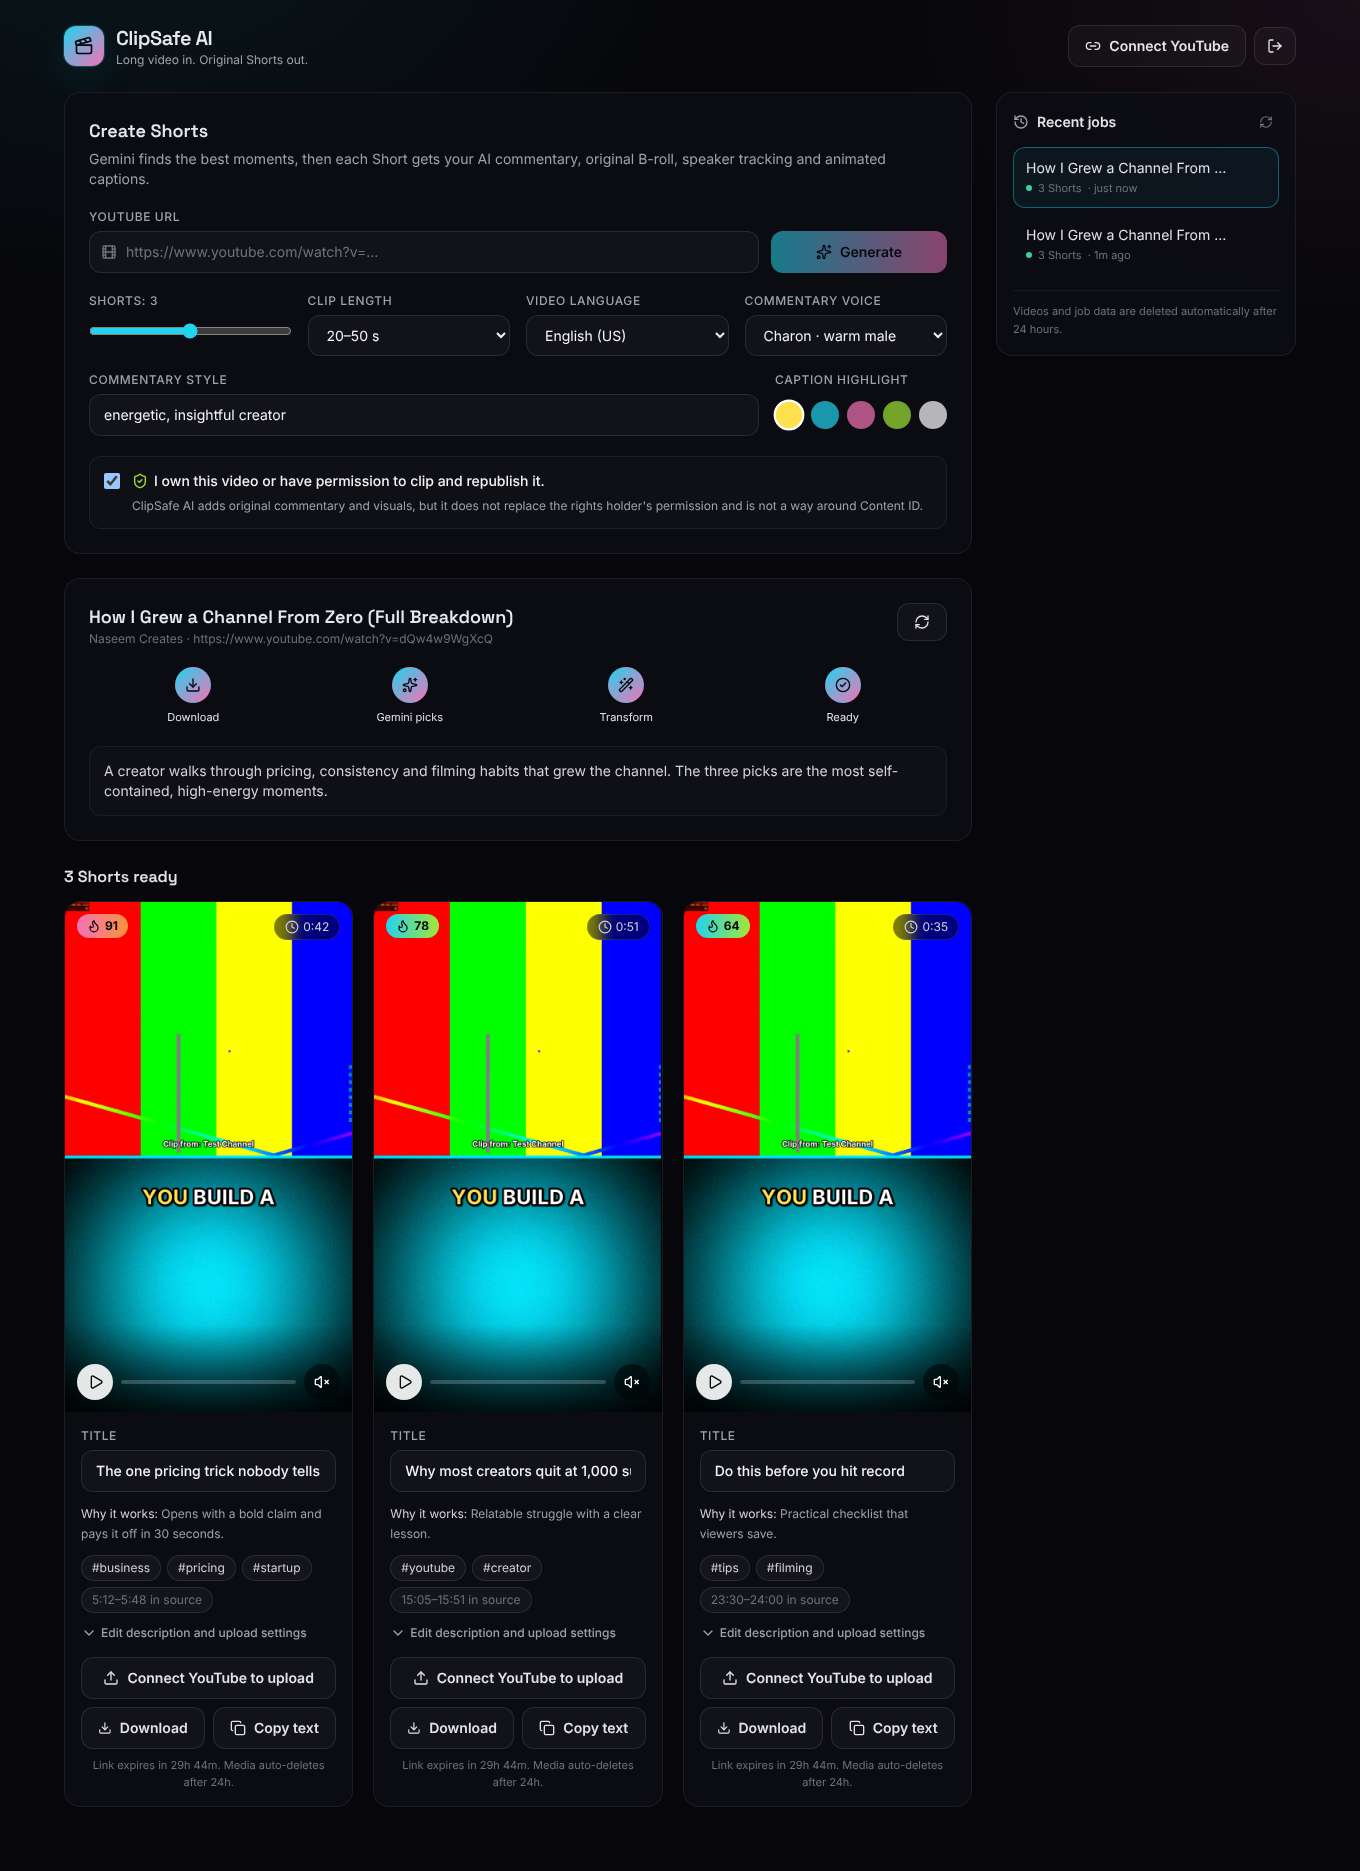 ClipSafe AI
Long video in. Original Shorts out.
Connect YouTube
Create Shorts
Gemini finds the best moments, then each Short gets your AI commentary, original B-roll, speaker tracking and animated
captions.
YOUTUBE URL
https://www.youtube.com/watch?v=...
Generate
SHORTS: 3
CLIP LENGTH
VIDEO LANGUAGE
COMMENTARY VOICE
20–50 s
English (US)
Charon · warm male
COMMENTARY STYLE
CAPTION HIGHLIGHT
energetic, insightful creator
I own this video or have permission to clip and republish it.
ClipSafe AI adds original commentary and visuals, but it does not replace the rights holder's permission and is not a way around Content ID.
Recent jobs
How I Grew a Channel From ...
3 Shorts · just now
How I Grew a Channel From ...
3 Shorts · 1m ago
Videos and job data are deleted automatically after
24 hours.
How I Grew a Channel From Zero (Full Breakdown)
Naseem Creates · https://www.youtube.com/watch?v=dQw4w9WgXcQ
Download
Gemini picks
Transform
Ready
A creator walks through pricing, consistency and filming habits that grew the channel. The three picks are the most self-
contained, high-energy moments.
3 Shorts ready
91
0:42
Clip from: Test Channel
YOU BUILD A
TITLE
The one pricing trick nobody tells
Why it works: Opens with a bold claim and
pays it off in 30 seconds.
#business
#pricing
#startup
5:12–5:48 in source
Edit description and upload settings
Connect YouTube to upload
Download
Copy text
Link expires in 29h 44m. Media auto-deletes
after 24h.
78
0:51
Clip from: Test Channel
YOU BUILD A
TITLE
Why most creators quit at 1,000
Why it works: Relatable struggle with a clear
lesson.
#youtube
#creator
15:05–15:51 in source
Edit description and upload settings
Connect YouTube to upload
Download
Copy text
Link expires in 29h 44m. Media auto-deletes
after 24h.
64
0:35
Clip from: Test Channel
YOU BUILD A
TITLE
Do this before you hit record
Why it works: Practical checklist that
viewers save.
#tips
#filming
23:30–24:00 in source
Edit description and upload settings
Connect YouTube to upload
Download
Copy text
Link expires in 29h 44m. Media auto-deletes
after 24h.